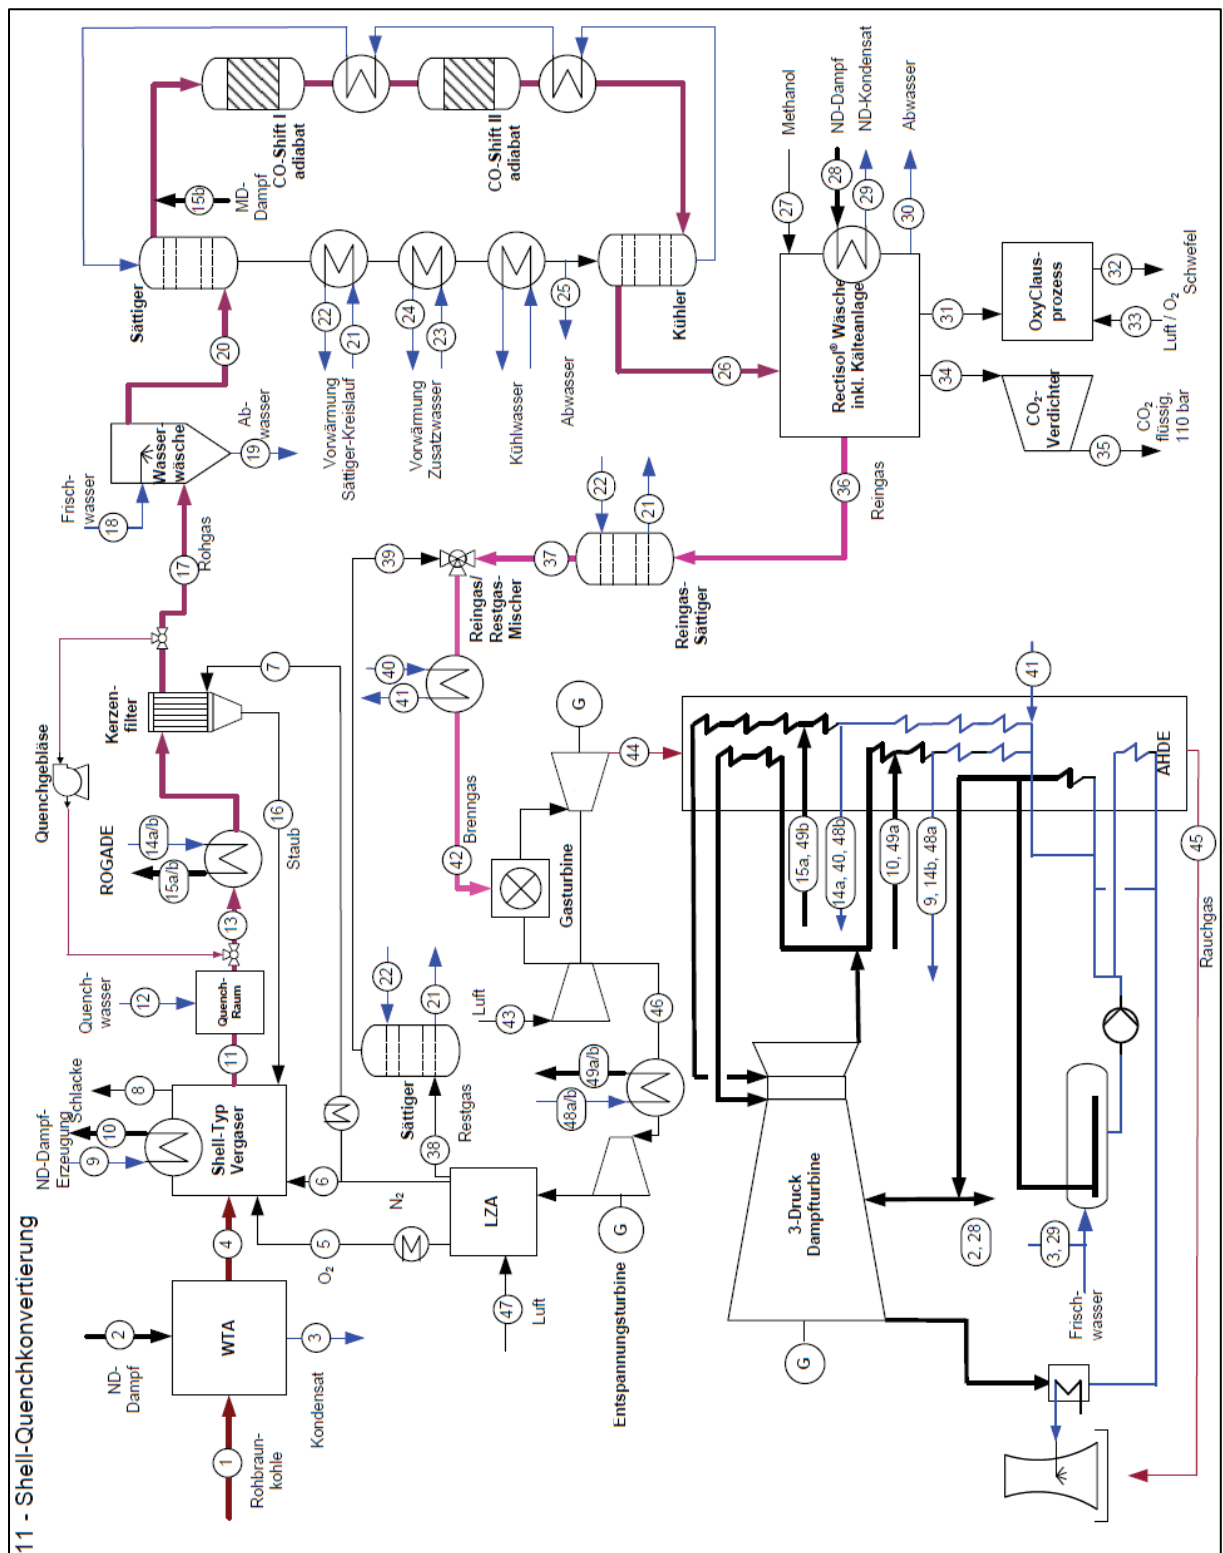 11 - Shell-Quenchkonvertierung
1
Rohbraun-
kohle
2
ND-
Dampf
WTA
3
Kondensat
4
5
O₂
6
N₂
7
ND-Dampf-
Erzeugung
9
10
8
Schlacke
Shell-Typ
Vergaser
11
Quench-
wasser
12
Quench-
Raum
13
Quenchgebläse
ROGADE
14a/b
15a/b
Kerzen-
filter
16
Staub
17
Rohgas
Frisch-
wasser
18
Wasser-
wäsche
19
Ab-
wasser
20
Sättiger
15b
MD-
Dampf
CO-Shift I
adiabat
CO-Shift II
adiabat
22
21
Vorwärmung
Sättiger-Kreislauf
24
23
Vorwärmung
Zusatzwasser
Kühlwasser
25
Abwasser
Kühler
26
Methanol
27
ND-Dampf
28
ND-Kondensat
29
Abwasser
30
Rectisol® Wäsche
inkl. Kälteanlage
31
OxyClaus-
prozess
32
Schwefel
33
Luft / O₂
34
CO₂-
Verdichter
35
CO₂
flüssig,
110 bar
36
Reingas
22
21
Reingas-
Sättiger
37
39
Reingas/
Restgas-
Mischer
40
41
42
Brenngas
Gasturbine
G
44
Luft
43
46
22
21
Sättiger
38
Restgas
LZA
47
Luft
48a/b
49a/b
G
Entspannungsturbine
3-Druck
Dampfturbine
G
15a, 49b
14a, 40, 48b
10, 49a
9, 14b, 48a
2, 28
3, 29
Frisch-
wasser
41
AHDE
45
Rauchgas